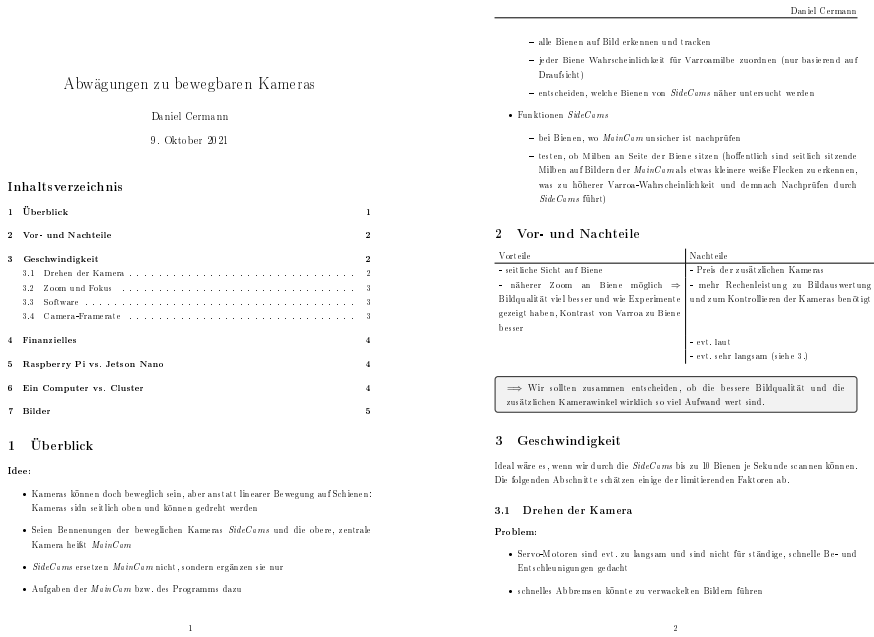 Abwägungen zu bewegbaren Kameras
Daniel Cermann
9. Oktober 2021
Inhaltsverzeichnis
1 Überblick 1
2 Vor- und Nachteile 2
3 Geschwindigkeit 2
3.1 Drehen der Kamera . . . . . . . . . . . . . . . . . . . . . . . . . . . . 2
3.2 Zoom und Fokus . . . . . . . . . . . . . . . . . . . . . . . . . . . . . 3
3.3 Software . . . . . . . . . . . . . . . . . . . . . . . . . . . . . . . . . 3
3.4 Camera-Framerate . . . . . . . . . . . . . . . . . . . . . . . . . . . . 3
4 Finanzielles 4
5 Raspberry Pi vs. Jetson Nano 4
6 Ein Computer vs. Cluster 4
7 Bilder 5
1 Überblick
Idee:
• Kameras können doch beweglich sein, aber anstatt linearer Bewegung auf Schienen:
Kameras sidn seitlich oben und können gedreht werden
• Seien Bennenungen der beweglichen Kameras SideCams und die obere, zentrale
Kamera heißt MainCam
• SideCams ersetzen MainCam nicht, sondern ergänzen sie nur
• Aufgaben der MainCam bzw. des Programms dazu
1
Daniel Cermann
– alle Bienen auf Bild erkennen und tracken
– jeder Biene Wahrscheinlichkeit für Varroamilbe zuordnen (nur basierend auf
Draufsicht)
– entscheiden, welche Bienen von SideCams näher untersucht werden
• Funktionen SideCams
– bei Bienen, wo MainCam unsicher ist nachprüfen
– testen, ob Milben an Seite der Biene sitzen (hoffentlich sind seitlich sitzende
Milben auf Bildern der MainCam als etwas kleinere weiße Flecken zu erkennen,
was zu höherer Varroa-Wahrscheinlichkeit und demnach Nachprüfen durch
SideCams führt)
2 Vor- und Nachteile
Vorteile Nachteile
- seitliche Sicht auf Biene - Preis der zusätzlichen Kameras
- näherer Zoom an Biene möglich ⇒ - mehr Rechenleistung zu Bildauswertung
Bildqualität viel besser und wie Experimente und zum Kontrollieren der Kameras benötigt
gezeigt haben, Kontrast von Varroa zu Biene
besser
- evt. laut
- evt. sehr langsam (siehe 3.)
⟹ Wir sollten zusammen entscheiden, ob die bessere Bildqualität und die
zusätzlichen Kamerawinkel wirklich so viel Aufwand wert sind.
3 Geschwindigkeit
Ideal wäre es, wenn wir durch die SideCams bis zu 10 Bienen je Sekunde scannen können.
Die folgenden Abschnitte schätzen einige der limitierenden Faktoren ab.
3.1 Drehen der Kamera
Problem:
• Servo-Motoren sind evt. zu langsam und sind nicht für ständige, schnelle Be- und
Entschleunigungen gedacht
• schnelles Abbremsen könnte zu verwackelten Bildern führen
2